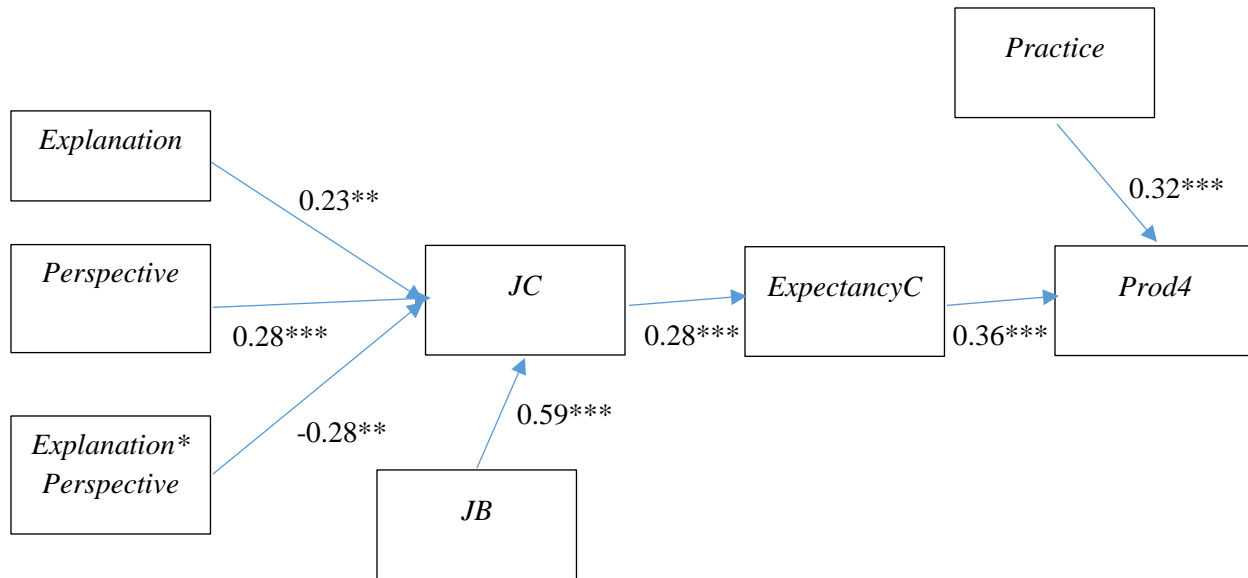 Practice
Explanation
0.23**
0.32***
Perspective
JC
ExpectancyC
Prod4
0.28***
0.28***
0.36***
Explanation*
Perspective
-0.28**
0.59***
JB